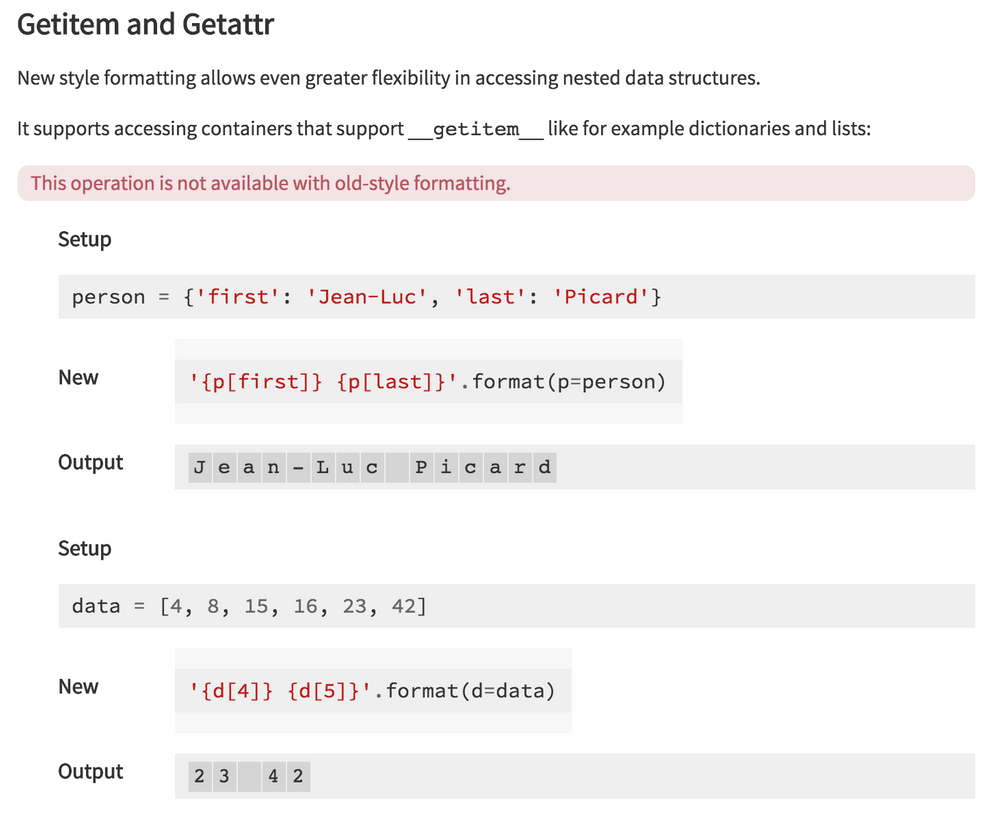 Getitem and Getattr
New style formatting allows even greater flexibility in accessing nested data structures.
It supports accessing containers that support __getitem__ like for example dictionaries and lists:
This operation is not available with old-style formatting.
Setup
person = {'first': 'Jean-Luc', 'last': 'Picard'}
New
'{p[first]} {p[last]}'.format(p=person)
Output
Jean-Luc Picard
Setup
data = [4, 8, 15, 16, 23, 42]
New
'{d[4]} {d[5]}'.format(d=data)
Output
23 42